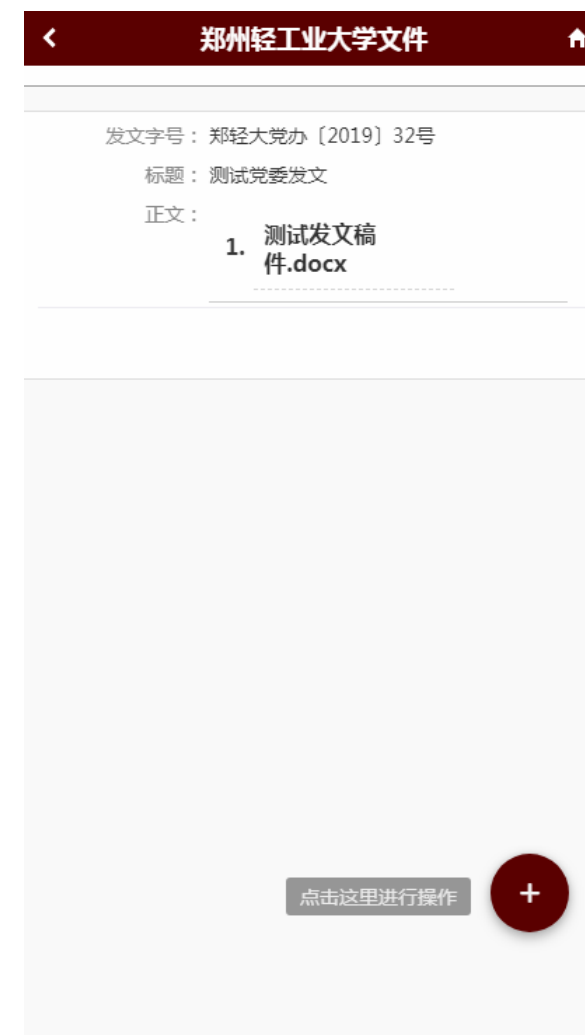 郑州轻工业大学文件
发文字号：郑轻大党办〔2019〕32号
标题：测试党委发文
正文：
1. 测试发文稿
件.docx
点击这里进行操作
+